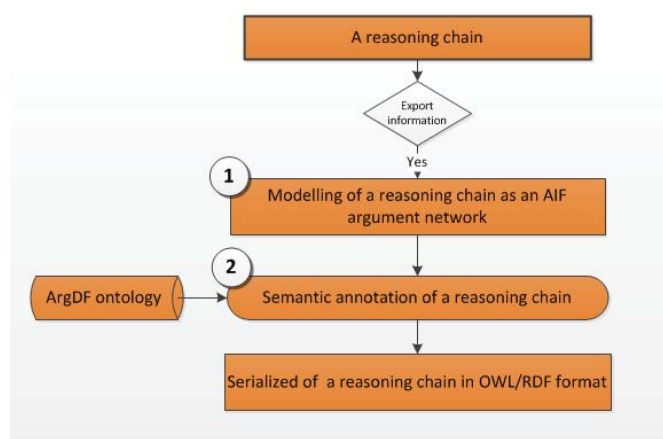 A reasoning chain
Export
information
Yes
1
Modelling of a reasoning chain as an AIF
argument network
2
ArgDF ontology
Semantic annotation of a reasoning chain
Serialized of a reasoning chain in OWL/RDF format